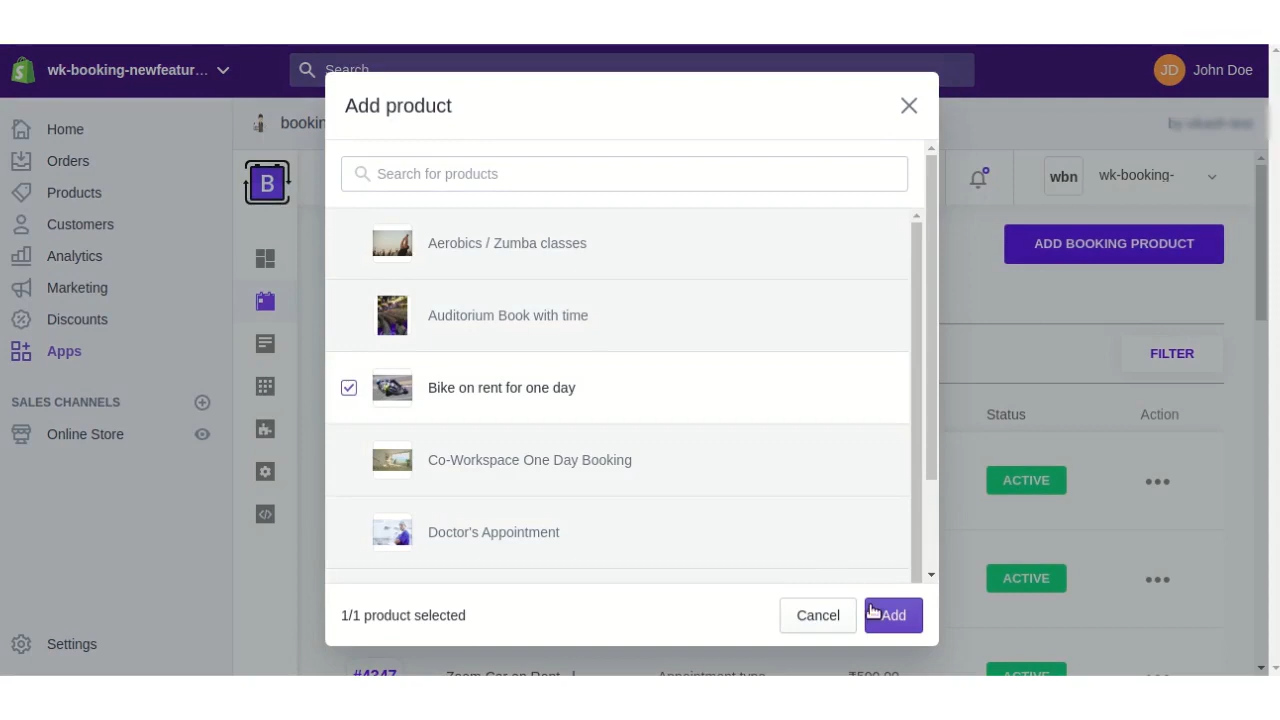 wk-booking-newfeatur...
Search
JD
John Doe
Home
Orders
Products
Customers
Analytics
Marketing
Discounts
Apps
SALES CHANNELS
Online Store
Settings
bookin
by
B
wbn
wk-booking-
ADD BOOKING PRODUCT
FILTER
Status
Action
ACTIVE
ACTIVE
Add product
Search for products
Aerobics / Zumba classes
Auditorium Book with time
Bike on rent for one day
Co-Workspace One Day Booking
Doctor's Appointment
1/1 product selected
Cancel
Add
#4347
Zoom Car on Rent
Appointment type
₹500.00
ACTIVE